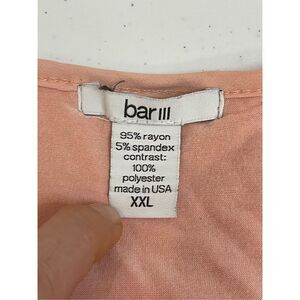 bar III
95% rayon
5% spandex
contrast:
100%
polyester
made in USA
XXL